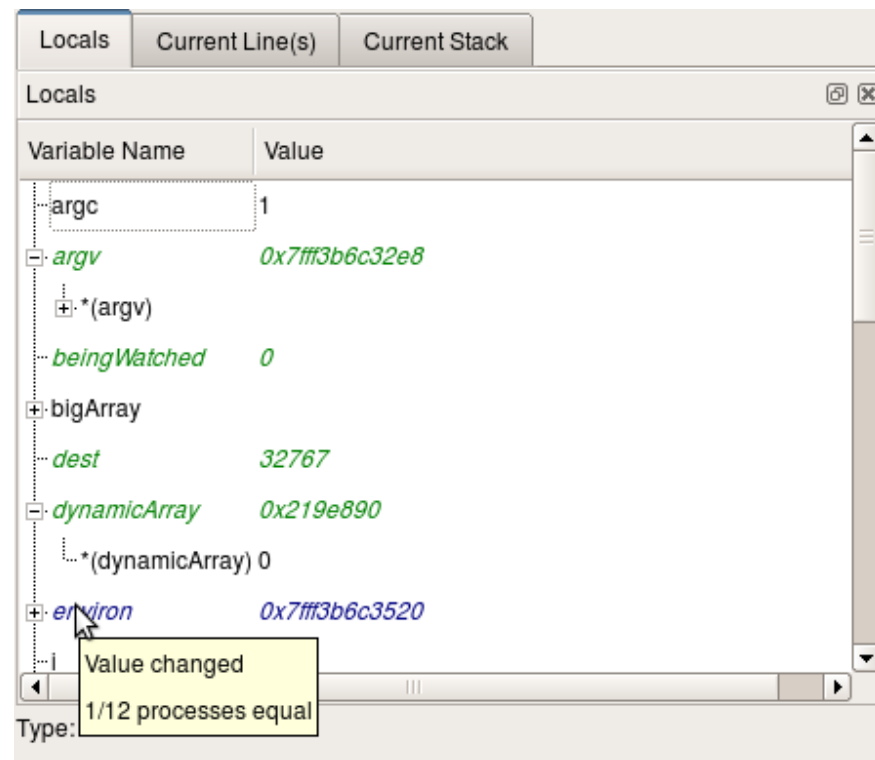 Locals Current Line(s) Current Stack
Locals
Variable Name Value
argc 1
argv 0x7fff3b6c32e8
*(argv)
beingWatched 0
bigArray
dest 32767
dynamicArray 0x219e890
*(dynamicArray) 0
environ 0x7fff3b6c3520
i
Value changed
1/12 processes equal
Type: